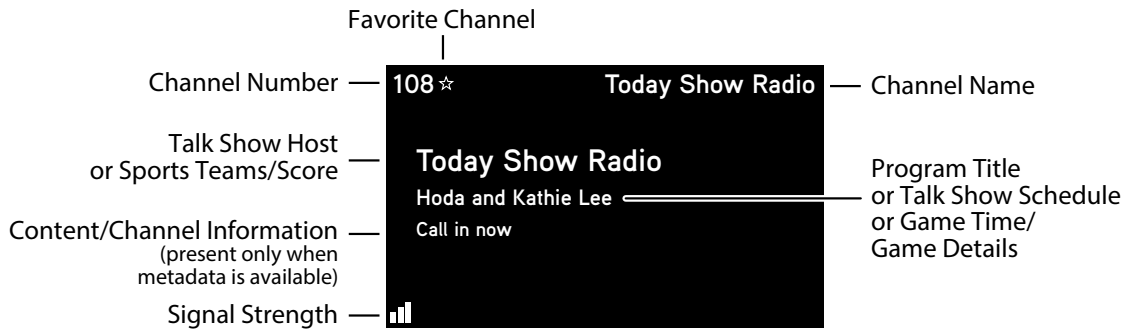 Favorite Channel
Channel Number
108☆
Today Show Radio
Channel Name
Talk Show Host
or Sports Teams/Score
Today Show Radio
Hoda and Kathie Lee
Call in now
Program Title
or Talk Show Schedule
or Game Time/
Game Details
Content/Channel Information
(present only when
metadata is available)
Signal Strength